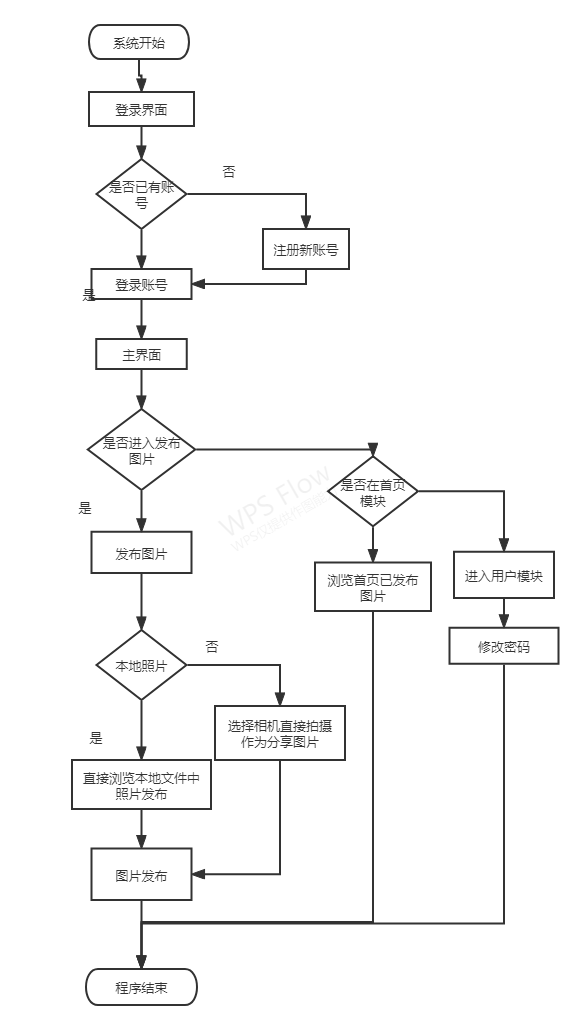 系统开始
登录界面
是否已有账
号
否
注册新账号
登录账号
是
主界面
是否进入发布
图片
是否在首页
模块
是
发布图片
浏览首页已发布
图片
进入用户模块
修改密码
本地照片
否
选择相机直接拍摄
作为分享图片
是
直接浏览本地文件中
照片发布
图片发布
程序结束
WPS Flow